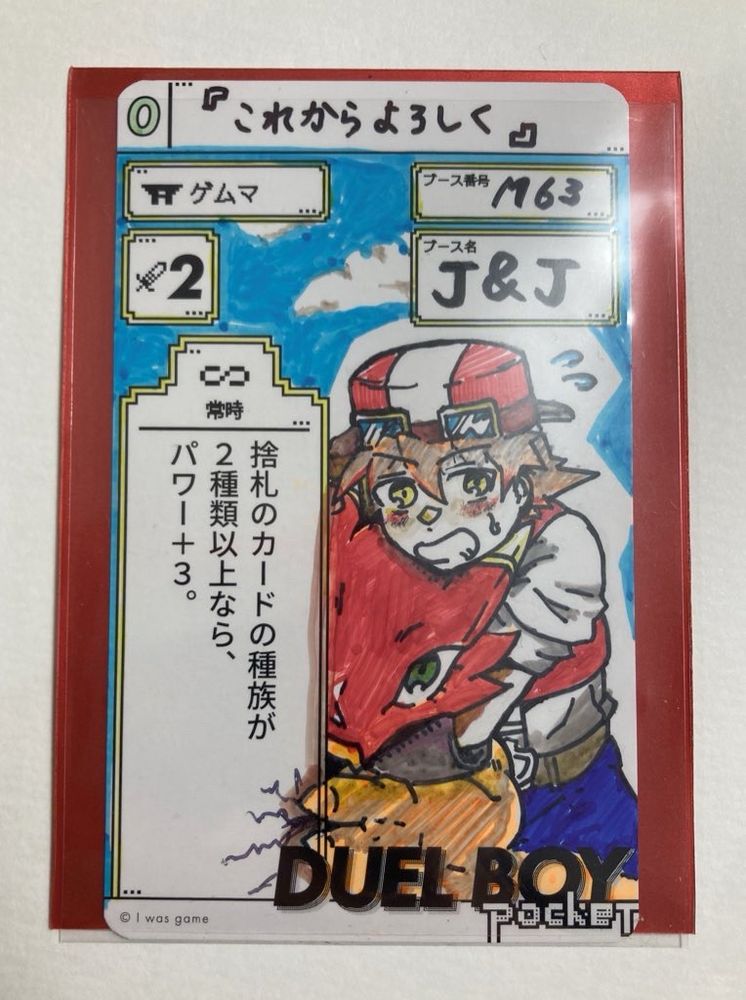 0
『これからよろしく』
ゲムマ
ブース番号 M63
2
ブース名
J&J
∞
常時
捨札のカードの種族が
2種類以上なら、
パワー+3。
DUEL BOY
pocket
© I was game